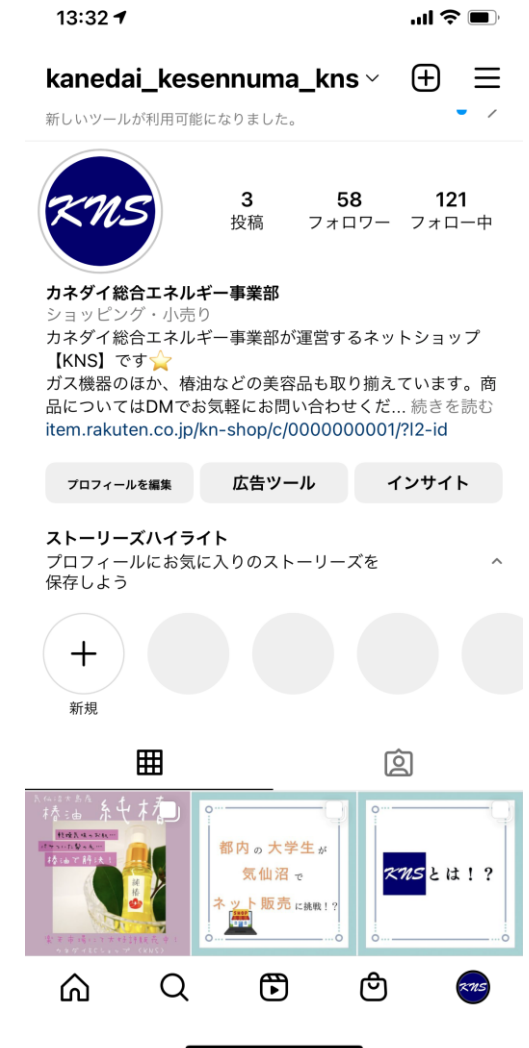 13:32
kanedai_kesennuma_kns
新しいツールが利用可能になりました。
KNS
3
投稿
58
フォロワー
121
フォロー中
カネダイ総合エネルギー事業部
ショッピング・小売り
カネダイ総合エネルギー事業部が運営するネットショップ
【KNS】です⭐
ガス機器のほか、椿油などの美容品も取り揃えています。商
品についてはDMでお気軽にお問い合わせくだ... 続きを読む
item.rakuten.co.jp/kn-shop/c/0000000001/?l2-id
プロフィールを編集
広告ツール
インサイト
ストーリーズハイライト
プロフィールにお気に入りのストーリーズを
保存しよう
新規
椿油 純椿
椿油で解決!
純椿
都内の大学生が
気仙沼で
ネット販売に挑戦!?
KNSとは!?
KNS